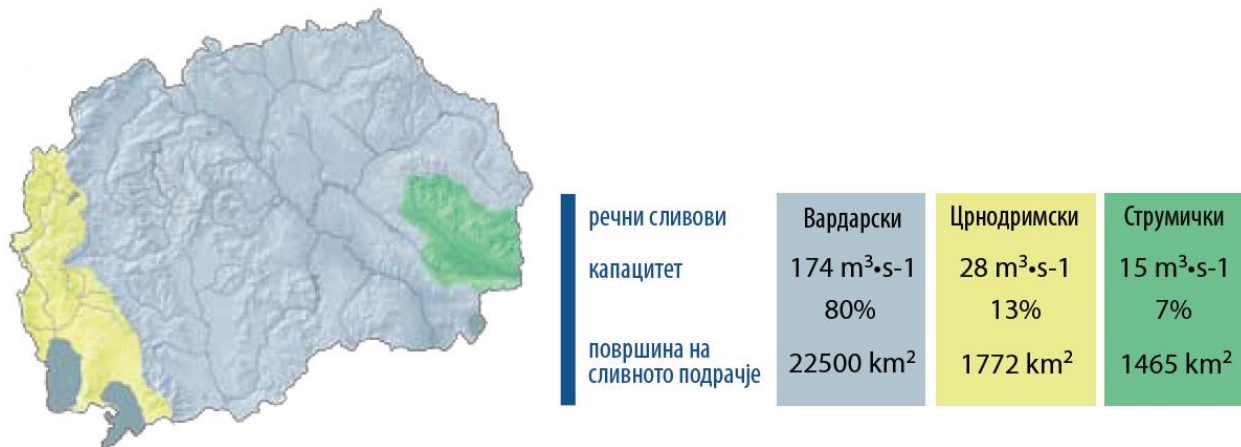 речни сливови Вардарски Црнодримски Струмички
капацитет 174 m³•s-1 28 m³•s-1 15 m³•s-1
80% 13% 7%
површина на
сливното подрачје 22500 km² 1772 km² 1465 km²